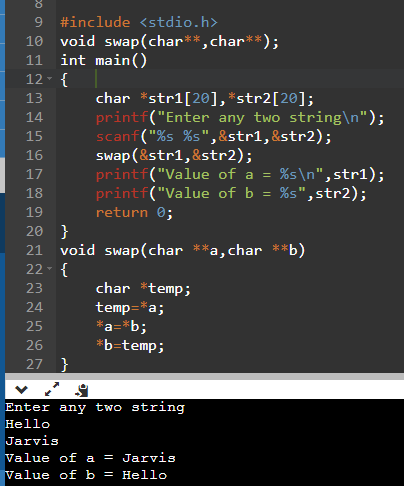 8
9 #include <stdio.h>
10 void swap(char**,char**);
11 int main()
12 {
13 char *str1[20],*str2[20];
14 printf("Enter any two string\n");
15 scanf("%s %s",&str1,&str2);
16 swap(&str1,&str2);
17 printf("Value of a = %s\n",str1);
18 printf("Value of b = %s",str2);
19 return 0;
20 }
21 void swap(char **a,char **b)
22 {
23 char *temp;
24 temp=*a;
25 *a=*b;
26 *b=temp;
27 }
Enter any two string
Hello
Jarvis
Value of a = Jarvis
Value of b = Hello